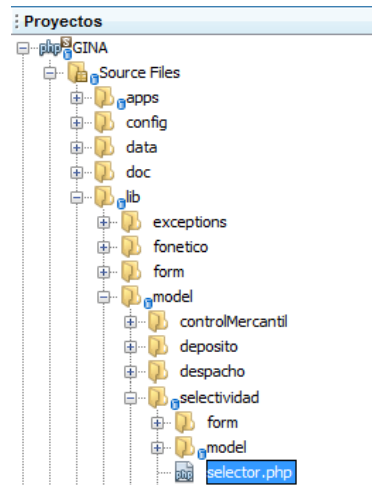 Proyectos
GINA
Source Files
apps
config
data
doc
lib
exceptions
fonetico
form
model
controlMercantil
deposito
despacho
selectividad
form
model
selector.php